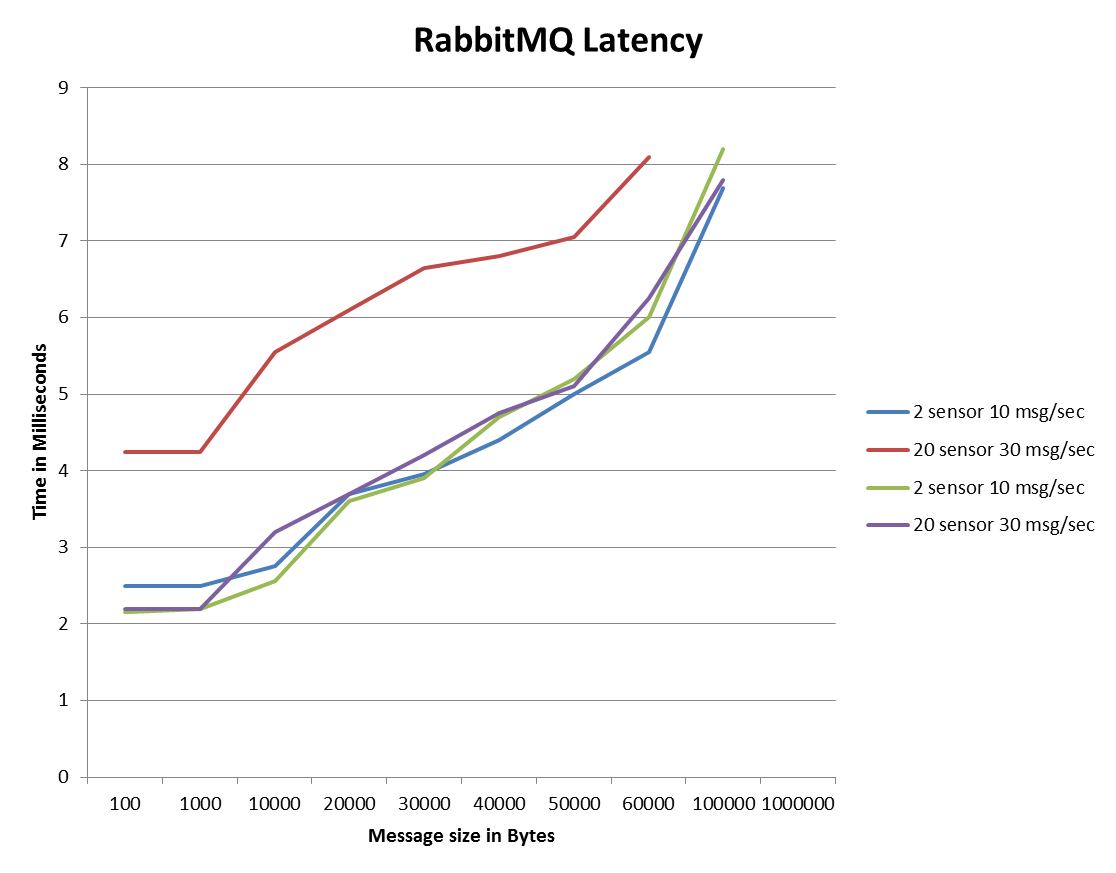 RabbitMQ Latency
9
8
7
6
5
4
3
2
1
0
Time in Milliseconds
100 1000 10000 20000 30000 40000 50000 60000 100000 1000000
Message size in Bytes
2 sensor 10 msg/sec
20 sensor 30 msg/sec
2 sensor 10 msg/sec
20 sensor 30 msg/sec